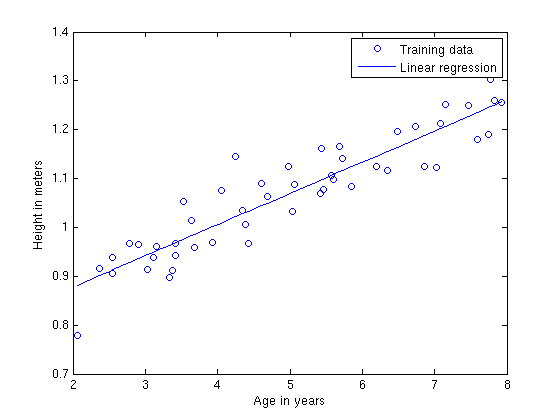 1.4
Training data
Linear regression
1.3
1.2
1.1
1
0.9
0.8
0.7
Height in meters
2 3 4 5 6 7 8
Age in years